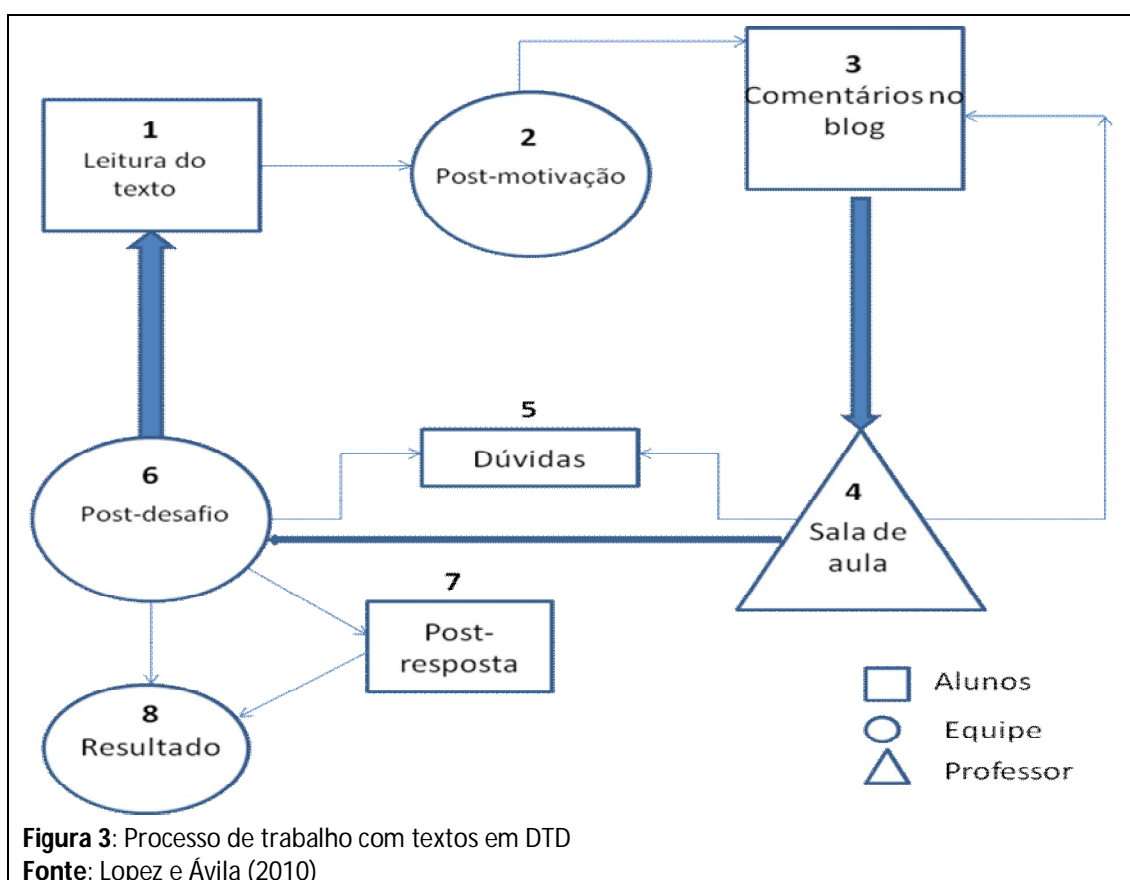 1
Leitura do
texto
2
Post-motivação
3
Comentários no
blog
4
Sala de
aula
5
Dúvidas
6
Post-desafio
7
Post-
resposta
8
Resultado
Alunos
Equipe
Professor
Figura 3: Processo de trabalho com textos em DTD
Fonte: Lopez e Ávila (2010)